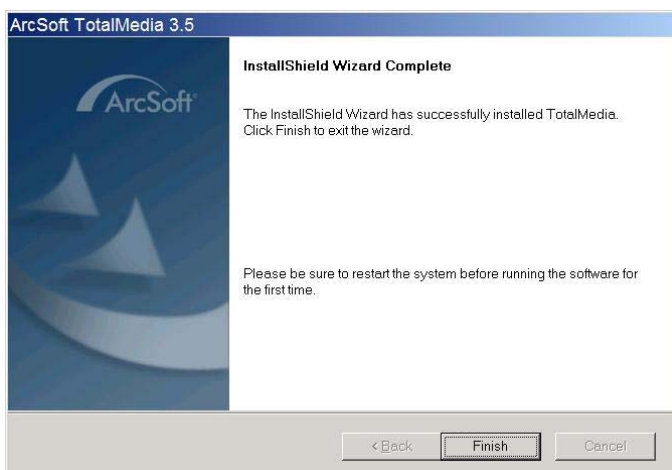 ArcSoft TotalMedia 3.5
InstallShield Wizard Complete
ArcSoft
The InstallShield Wizard has successfully installed TotalMedia.
Click Finish to exit the wizard.
Please be sure to restart the system before running the software for
the first time.
< Back Finish Cancel